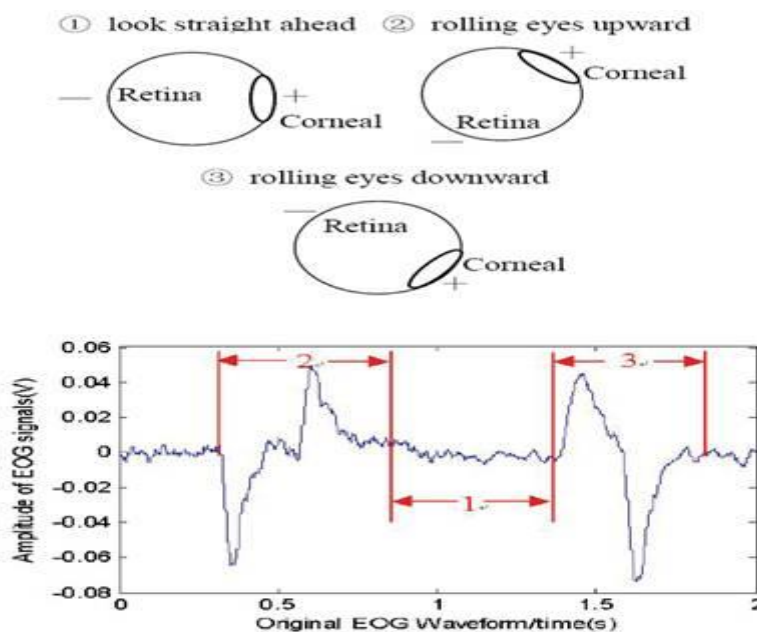 ① look straight ahead ② rolling eyes upward
— Retina + Corneal
+ Corneal
Retina —
③ rolling eyes downward
— Retina
Corneal +
Amplitude of EOG signals(V)
0.06
0.04
0.02
0
-0.02
-0.04
-0.06
-0.08
2
3
1
0 0.5 1 1.5 2
Original EOG Waveform/time(s)